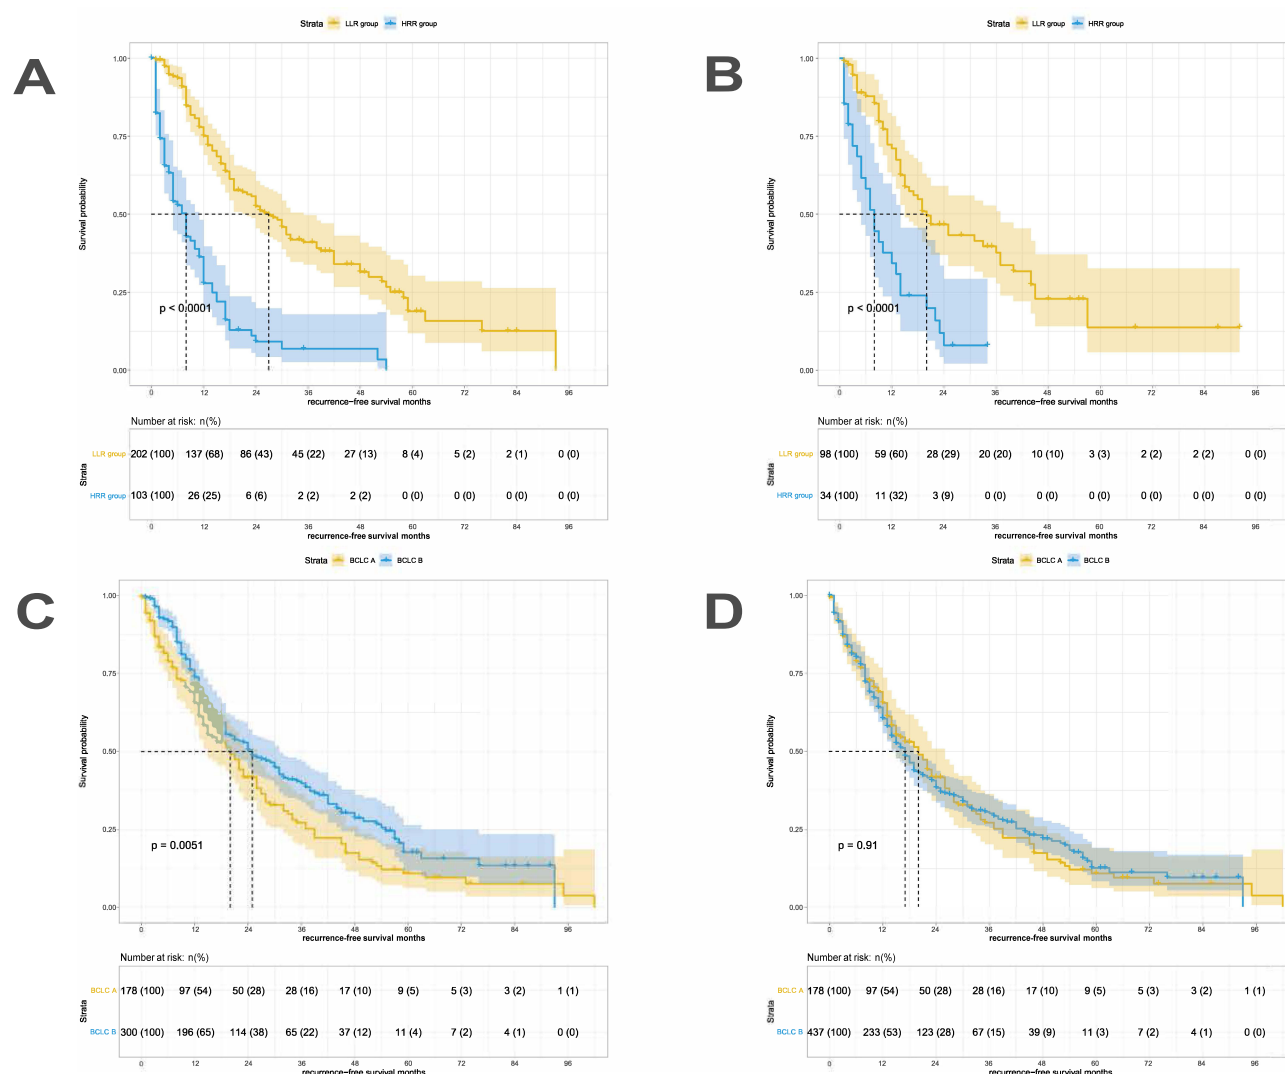 Strata LLR group HRR group
A
1.00
0.75
0.50
0.25
0.00
Survival probability
p < 0.0001
0 12 24 36 48 60 72 84 96
recurrence-free survival months
Number at risk: n(%)
Strata
LLR group 202 (100) 137 (68) 86 (43) 45 (22) 27 (13) 8 (4) 5 (2) 2 (1) 0 (0)
HRR group 103 (100) 26 (25) 6 (6) 2 (2) 2 (2) 0 (0) 0 (0) 0 (0) 0 (0)
0 12 24 36 48 60 72 84 96
recurrence-free survival months
Strata LLR group HRR group
B
1.00
0.75
0.50
0.25
0.00
Survival probability
p < 0.0001
0 12 24 36 48 60 72 84 96
recurrence-free survival months
Number at risk: n(%)
Strata
LLR group 98 (100) 59 (60) 28 (29) 20 (20) 10 (10) 3 (3) 2 (2) 2 (2) 0 (0)
HRR group 34 (100) 11 (32) 3 (9) 0 (0) 0 (0) 0 (0) 0 (0) 0 (0) 0 (0)
0 12 24 36 48 60 72 84 96
recurrence-free survival months
Strata BCLC A BCLC B
C
1.00
0.75
0.50
0.25
0.00
Survival probability
p = 0.0051
0 12 24 36 48 60 72 84 96
recurrence-free survival months
Number at risk: n(%)
Strata
BCLC A 178 (100) 97 (54) 50 (28) 28 (16) 17 (10) 9 (5) 5 (3) 3 (2) 1 (1)
BCLC B 300 (100) 196 (65) 114 (38) 65 (22) 37 (12) 11 (4) 7 (2) 4 (1) 0 (0)
0 12 24 36 48 60 72 84 96
recurrence-free survival months
Strata BCLC A BCLC B
D
1.00
0.75
0.50
0.25
0.00
Survival probability
p = 0.91
0 12 24 36 48 60 72 84 96
recurrence-free survival months
Number at risk: n(%)
Strata
BCLC A 178 (100) 97 (54) 50 (28) 28 (16) 17 (10) 9 (5) 5 (3) 3 (2) 1 (1)
BCLC B 437 (100) 233 (53) 123 (28) 67 (15) 39 (9) 11 (3) 7 (2) 4 (1) 0 (0)
0 12 24 36 48 60 72 84 96
recurrence-free survival months